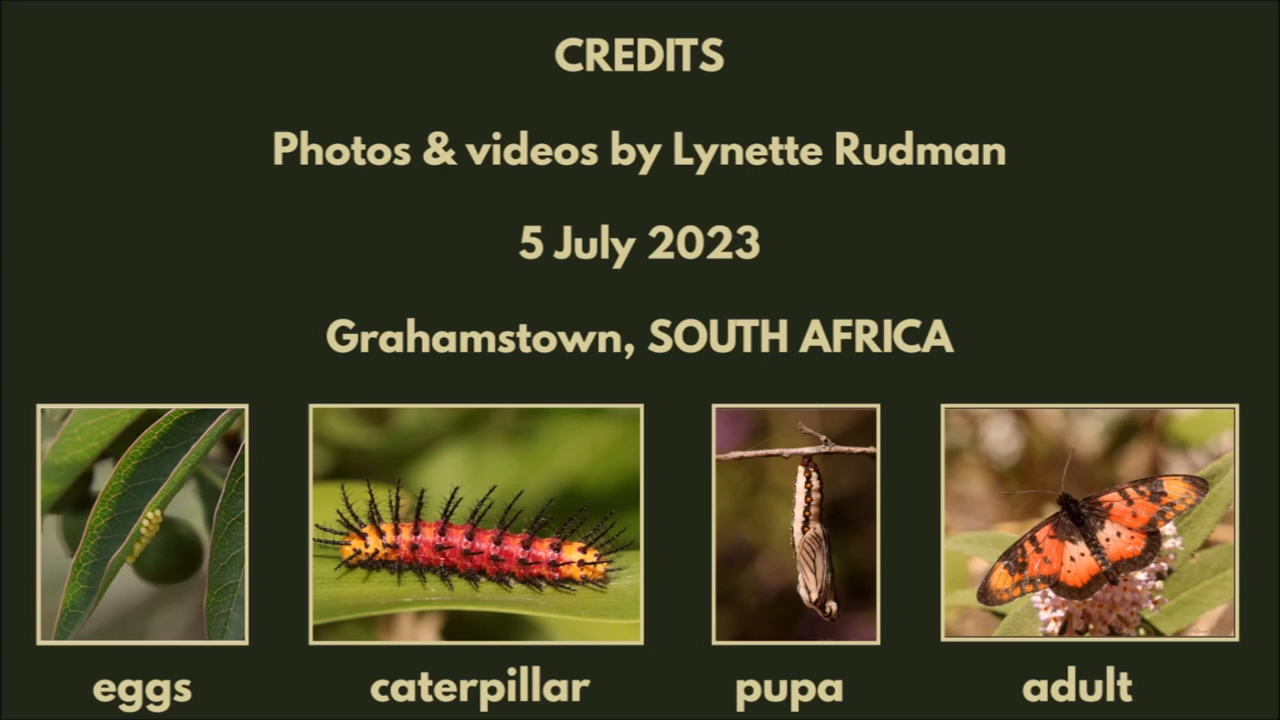 CREDITS
Photos & videos by Lynette Rudman
5 July 2023
Grahamstown, SOUTH AFRICA
eggs
caterpillar
pupa
adult